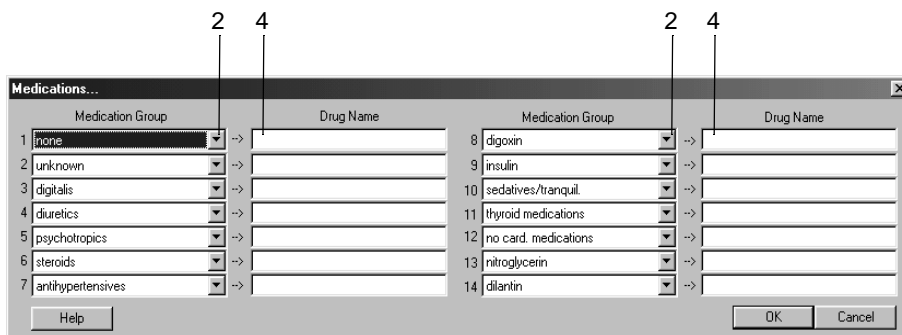 2 4 2 4
Medications...
Medication Group Drug Name Medication Group Drug Name
1 none --> 8 digoxin -->
2 unknown --> 9 insulin -->
3 digitalis --> 10 sedatives/tranquil. -->
4 diuretics --> 11 thyroid medications -->
5 psychotropics --> 12 no card. medications -->
6 steroids --> 13 nitroglycerin -->
7 antihypertensives --> 14 dilantin -->
Help OK Cancel